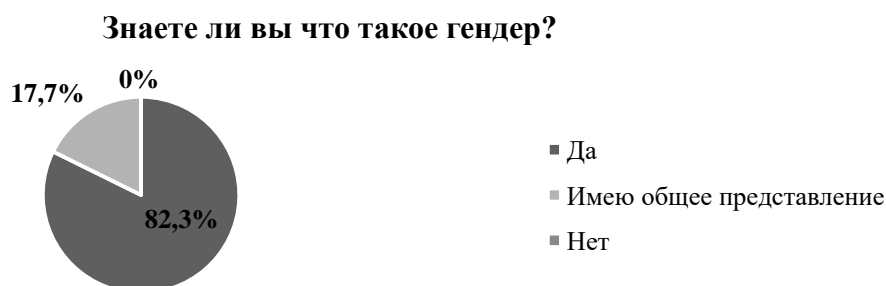 Знаете ли вы что такое гендер?
0%
17,7%
82,3%
Да
Имею общее представление
Нет